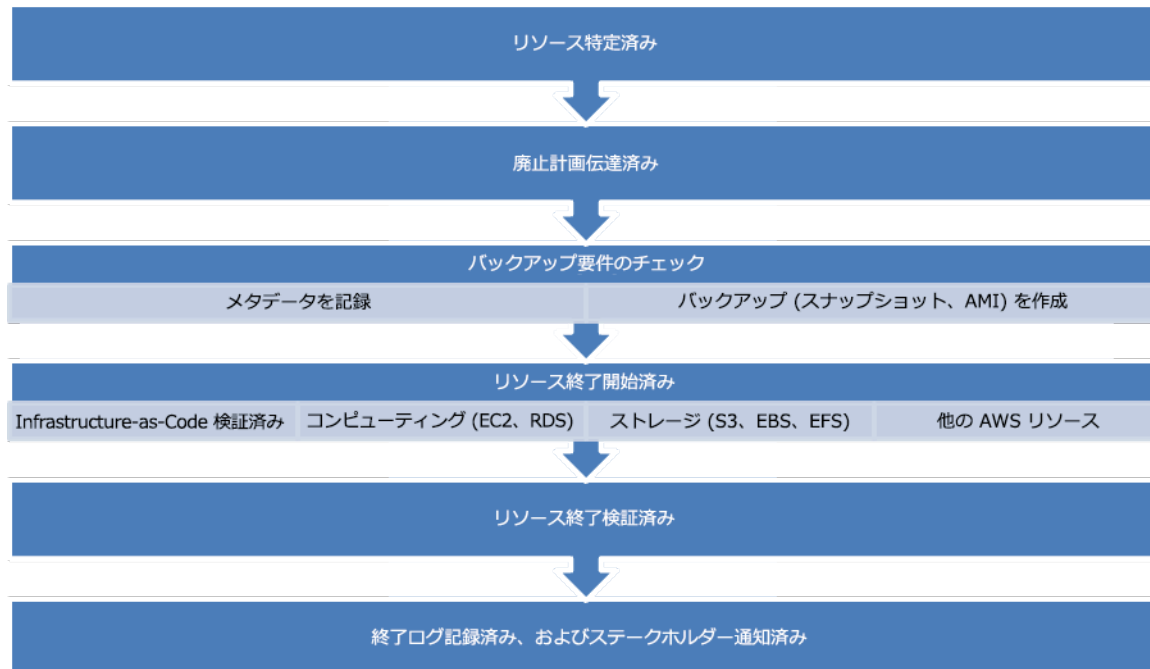 リソース特定済み
廃止計画伝達済み
バックアップ要件のチェック
メタデータを記録
バックアップ (スナップショット、AMI) を作成
リソース終了開始済み
Infrastructure-as-Code 検証済み
コンピューティング (EC2、RDS)
ストレージ (S3、EBS、EFS)
他の AWS リソース
リソース終了検証済み
終了ログ記録済み、およびステークホルダー通知済み